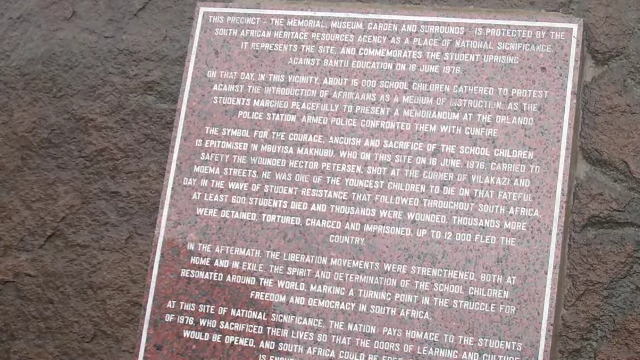 THIS PRECINCT - THE MEMORIAL, MUSEUM, GARDEN AND SURROUNDS - IS PROTECTED BY THE
SOUTH AFRICAN HERITAGE RESOURCES AGENCY AS A PLACE OF NATIONAL SIGNIFICANCE.
IT REPRESENTS THE SITE, AND COMMEMORATES THE STUDENT UPRISING
AGAINST BANTU EDUCATION ON 16 JUNE 1976.
ON THAT DAY, IN THIS VICINITY, ABOUT 15 000 SCHOOL CHILDREN GATHERED TO PROTEST
AGAINST THE INTRODUCTION OF AFRIKAANS AS A MEDIUM OF INSTRUCTION. AS THE
STUDENTS MARCHED PEACEFULLY TO PRESENT A MEMORANDUM AT THE ORLANDO
POLICE STATION, ARMED POLICE CONFRONTED THEM WITH GUNFIRE.
THE SYMBOL FOR THE COURAGE, ANGUISH AND SACRIFICE OF THE SCHOOL CHILDREN
IS EPITOMISED IN MBUYISA MAKHUBU, WHO ON THIS SITE ON 16 JUNE 1976, CARRIED TO
SAFETY THE WOUNDED HECTOR PETERSEN, SHOT AT THE CORNER OF VILAKAZI AND
MOEMA STREETS. HE WAS ONE OF THE YOUNGEST CHILDREN TO DIE ON THAT FATEFUL
DAY. IN THE WAVE OF STUDENT RESISTANCE THAT FOLLOWED THROUGHOUT SOUTH AFRICA,
AT LEAST 600 STUDENTS DIED AND THOUSANDS WERE WOUNDED. THOUSANDS MORE
WERE DETAINED, TORTURED, CHARGED AND IMPRISONED. UP TO 12 000 FLED THE
COUNTRY.
IN THE AFTERMATH, THE LIBERATION MOVEMENTS WERE STRENGTHENED, BOTH AT
HOME AND IN EXILE. THE SPIRIT AND DETERMINATION OF THE SCHOOL CHILDREN
RESONATED AROUND THE WORLD, MARKING A TURNING POINT IN THE STRUGGLE FOR
FREEDOM AND DEMOCRACY IN SOUTH AFRICA.
AT THIS SITE OF NATIONAL SIGNIFICANCE, THE NATION PAYS HOMAGE TO THE STUDENTS
OF 1976, WHO SACRIFICED THEIR LIVES SO THAT THE DOORS OF LEARNING AND CULTURE
WOULD BE OPENED, AND SOUTH AFRICA COULD BE
IS